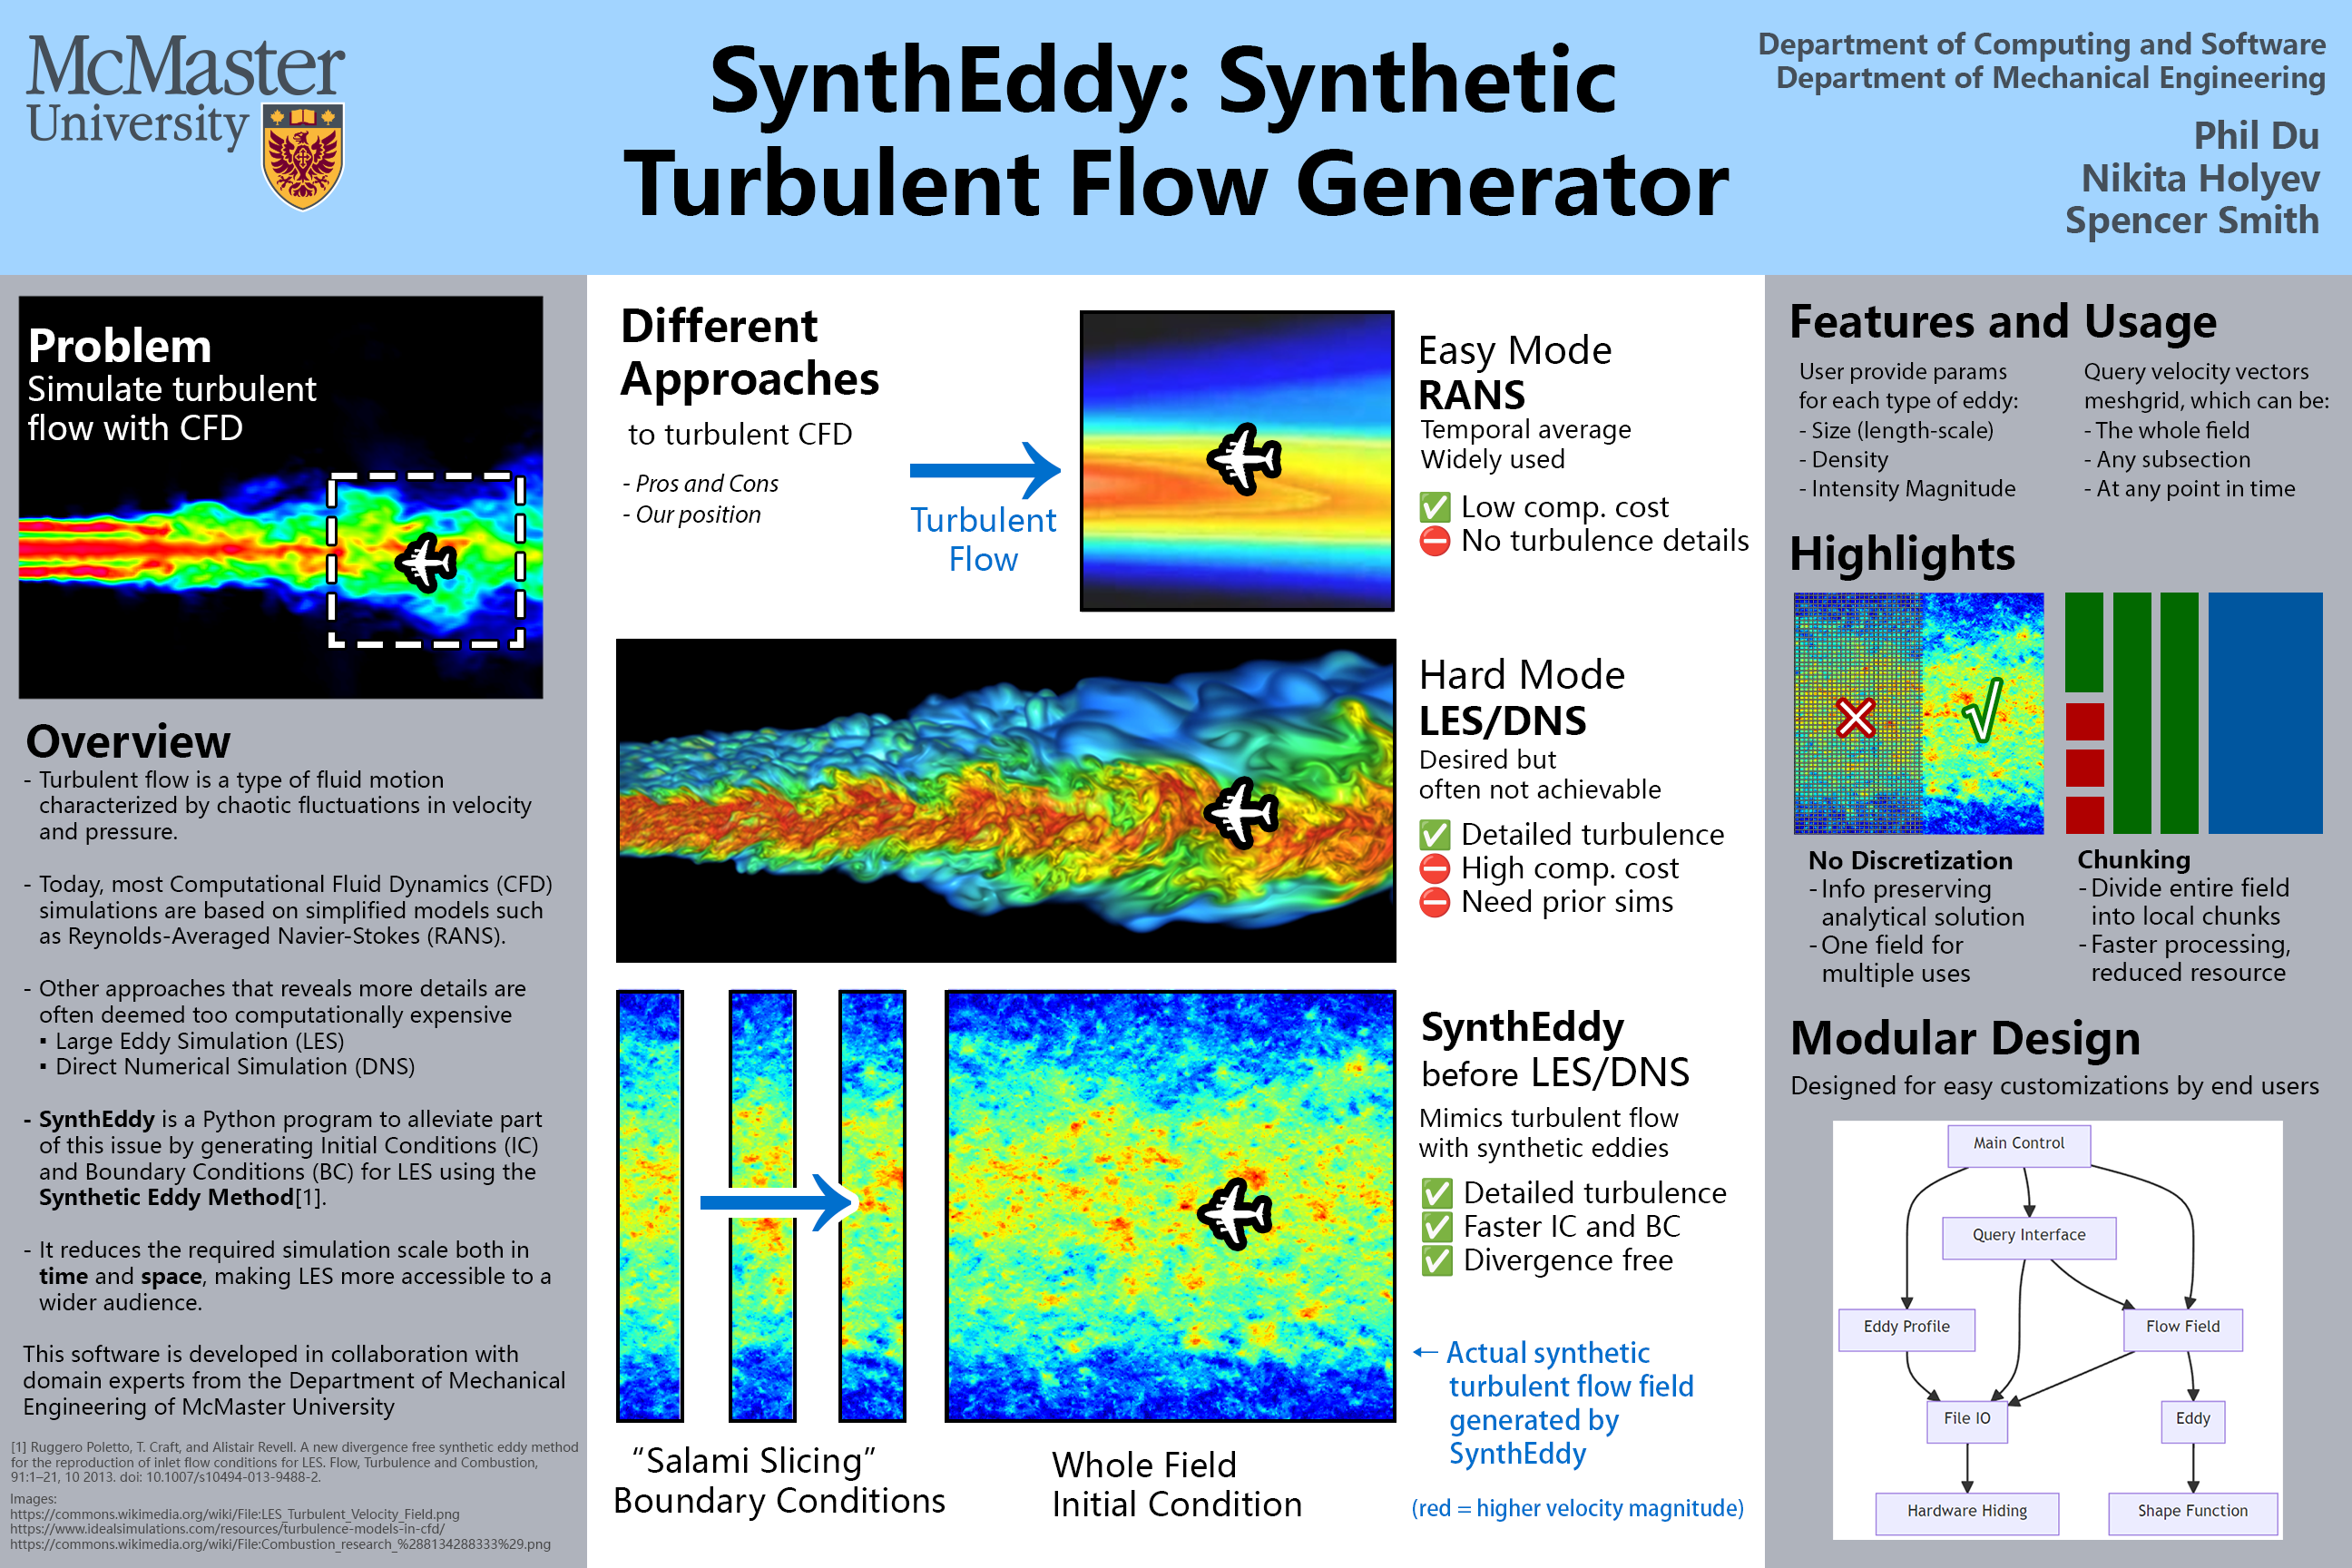 McMaster
University
SynthEddy: Synthetic
Turbulent Flow Generator
Department of Computing and Software
Department of Mechanical Engineering
Phil Du
Nikita Holyev
Spencer Smith
Problem
Simulate turbulent
flow with CFD
Overview
- Turbulent flow is a type of fluid motion
characterized by chaotic fluctuations in velocity
and pressure.
- Today, most Computational Fluid Dynamics (CFD)
simulations are based on simplified models such
as Reynolds-Averaged Navier-Stokes (RANS).
- Other approaches that reveals more details are
often deemed too computationally expensive
▪ Large Eddy Simulation (LES)
▪ Direct Numerical Simulation (DNS)
- SynthEddy is a Python program to alleviate part
of this issue by generating Initial Conditions (IC)
and Boundary Conditions (BC) for LES using the
Synthetic Eddy Method[1].
- It reduces the required simulation scale both in
time and space, making LES more accessible to a
wider audience.
This software is developed in collaboration with
domain experts from the Department of Mechanical
Engineering of McMaster University
[1] Ruggero Poletto, T. Craft, and Alistair Revell. A new divergence free synthetic eddy method
for the reproduction of inlet flow conditions for LES. Flow, Turbulence and Combustion,
91:1–21, 10 2013. doi: 10.1007/s10494-013-9488-2.
Images:
https://commons.wikimedia.org/wiki/File:LES_Turbulent_Velocity_Field.png
https://www.idealsimulations.com/resources/turbulence-models-in-cfd/
https://commons.wikimedia.org/wiki/File:Combustion_research_%288134288333%29.png
Different
Approaches
to turbulent CFD
- Pros and Cons
- Our position
Turbulent
Flow
Easy Mode
RANS
Temporal average
Widely used
✅ Low comp. cost
⛔ No turbulence details
Hard Mode
LES/DNS
Desired but
often not achievable
✅ Detailed turbulence
⛔ High comp. cost
⛔ Need prior sims
SynthEddy
before LES/DNS
Mimics turbulent flow
with synthetic eddies
✅ Detailed turbulence
✅ Faster IC and BC
✅ Divergence free
← Actual synthetic
turbulent flow field
generated by
SynthEddy
(red = higher velocity magnitude)
“Salami Slicing”
Boundary Conditions
Whole Field
Initial Condition
Features and Usage
User provide params
for each type of eddy:
- Size (length-scale)
- Density
- Intensity Magnitude
Query velocity vectors
meshgrid, which can be:
- The whole field
- Any subsection
- At any point in time
Highlights
No Discretization
- Info preserving
analytical solution
- One field for
multiple uses
Chunking
- Divide entire field
into local chunks
- Faster processing,
reduced resource
Modular Design
Designed for easy customizations by end users
Main Control
Query Interface
Eddy Profile
Flow Field
File IO
Eddy
Hardware Hiding
Shape Function